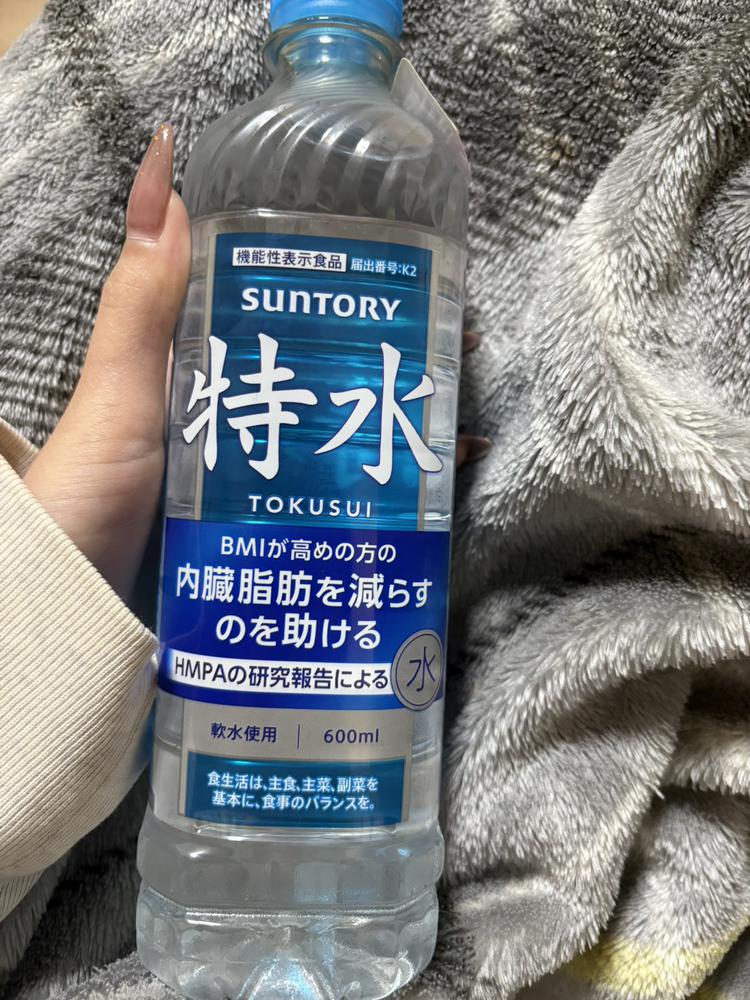 機能性表示食品 届出番号:K2
SUNTORY
特水
TOKUSUI
BMIが高めの方の
内臓脂肪を減らす
のを助ける
HMPAの研究報告による
水
軟水使用 | 600ml
食生活は、主食、主菜、副菜を
基本に、食事のバランスを。